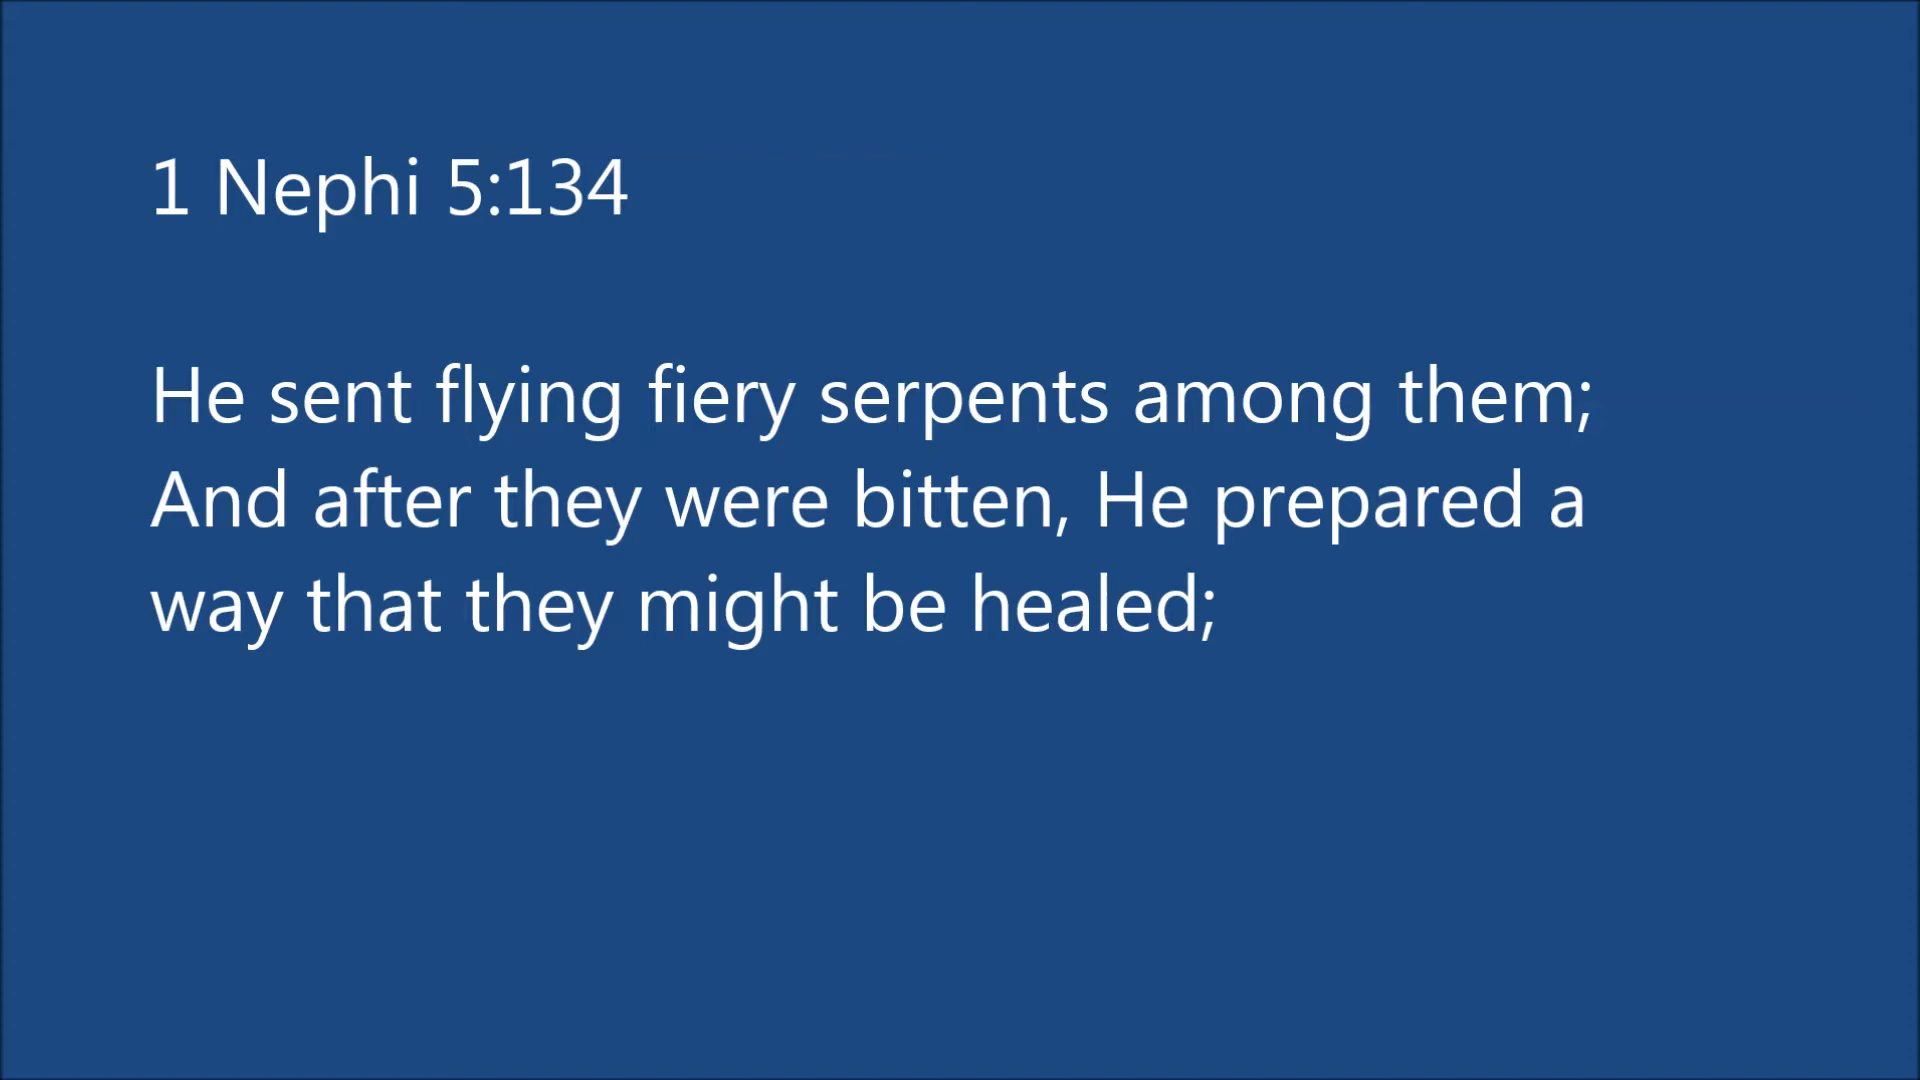 1 Nephi 5:134
He sent flying fiery serpents among them;
And after they were bitten, He prepared a
way that they might be healed;